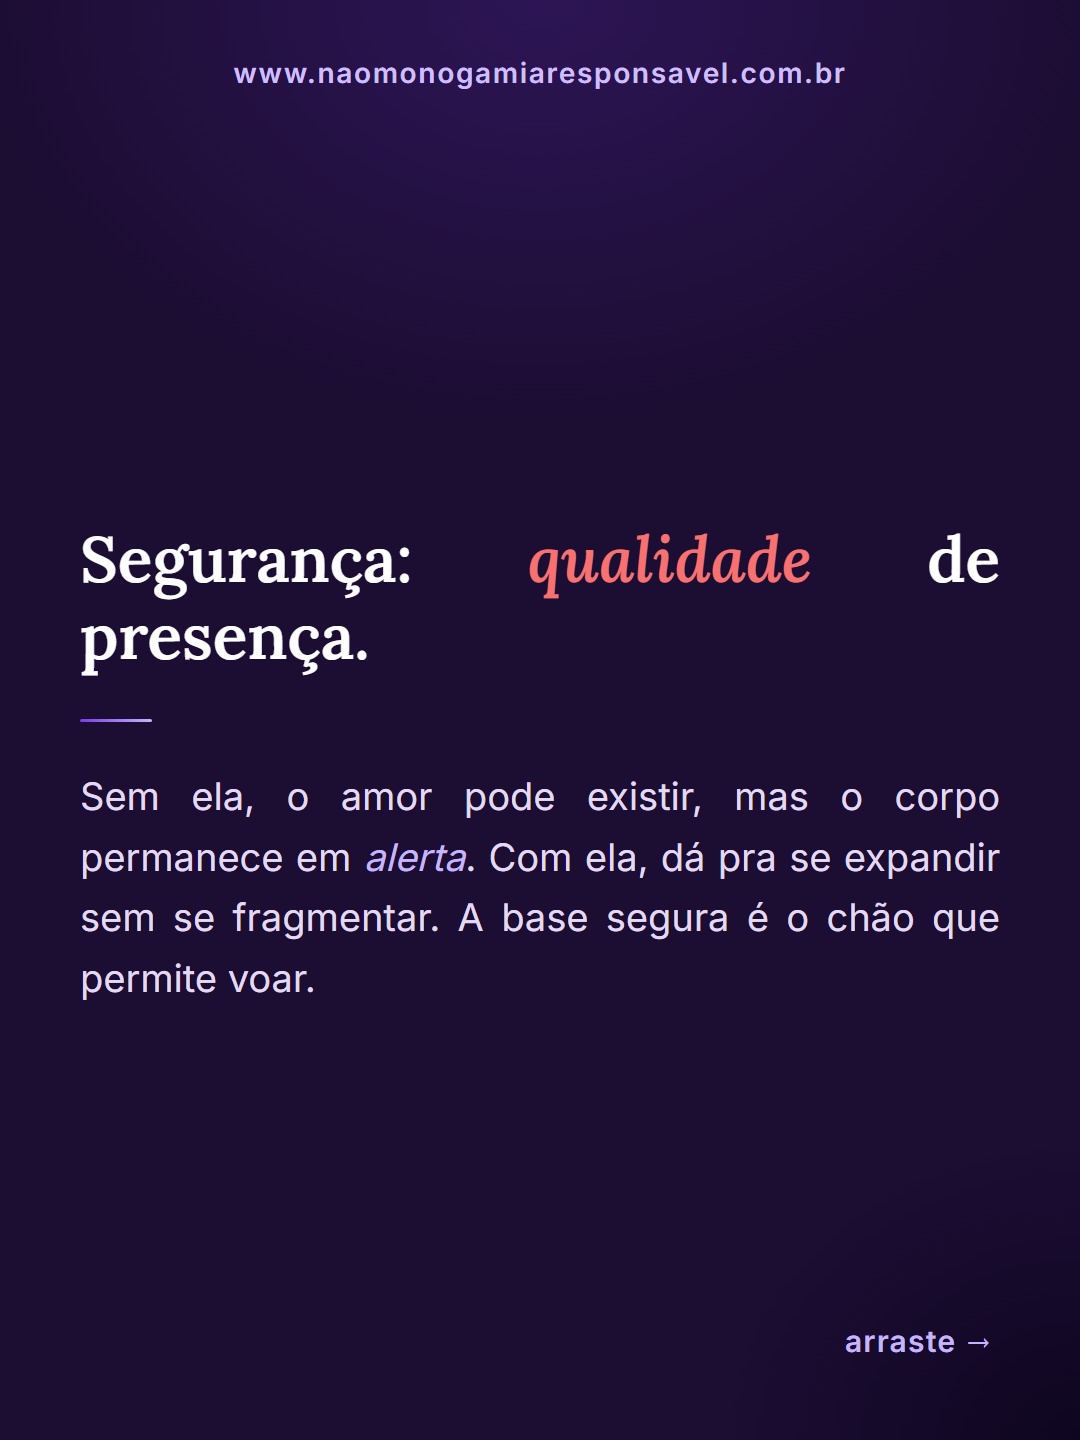 www.naomonogamiaresponsavel.com.br
Segurança: qualidade de
presença.
Sem ela, o amor pode existir, mas o corpo
permanece em alerta. Com ela, dá pra se expandir
sem se fragmentar. A base segura é o chão que
permite voar.
arraste →